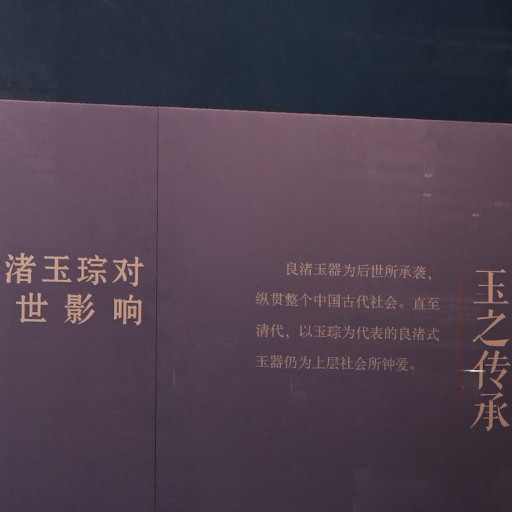 渚玉琮对
世影响
良渚玉器为后世所承袭，
纵贯整个中国古代社会。直至
清代，以玉琮为代表的良渚式
玉器仍为上层社会所钟爱。
玉之传承